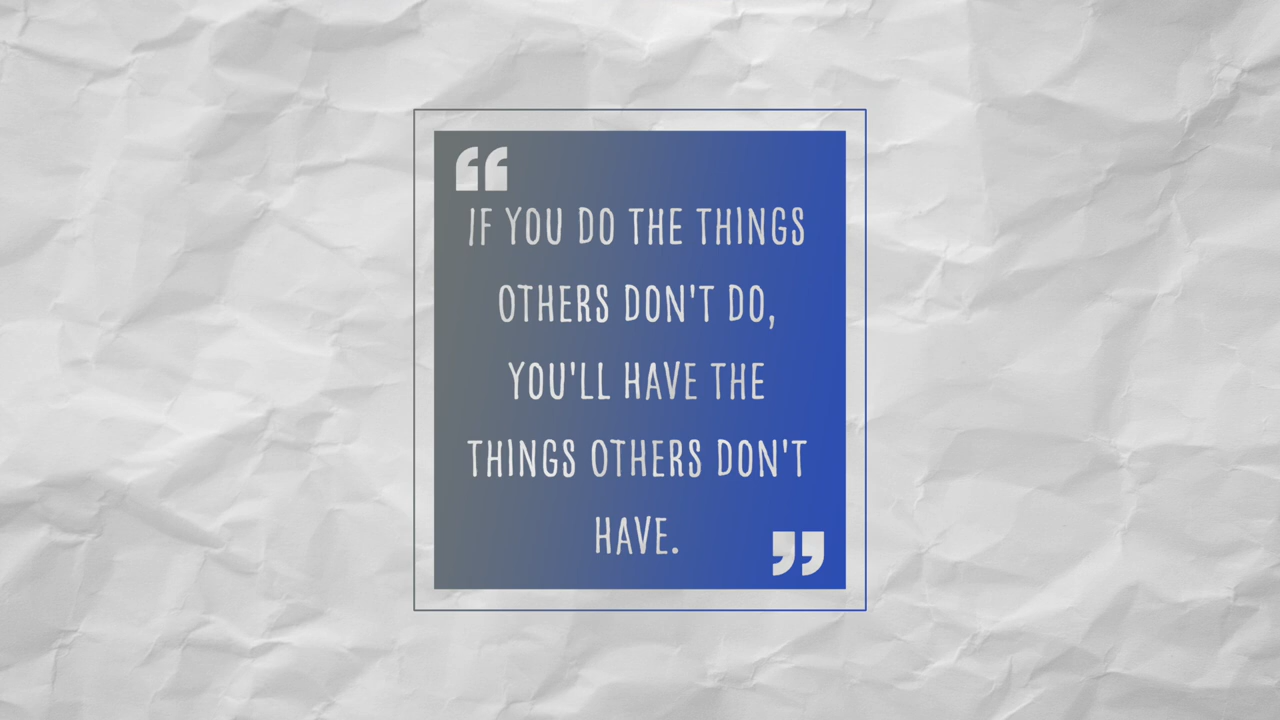 “
IF YOU DO THE THINGS
OTHERS DON'T DO,
YOU'LL HAVE THE
THINGS OTHERS DON'T
HAVE.
”